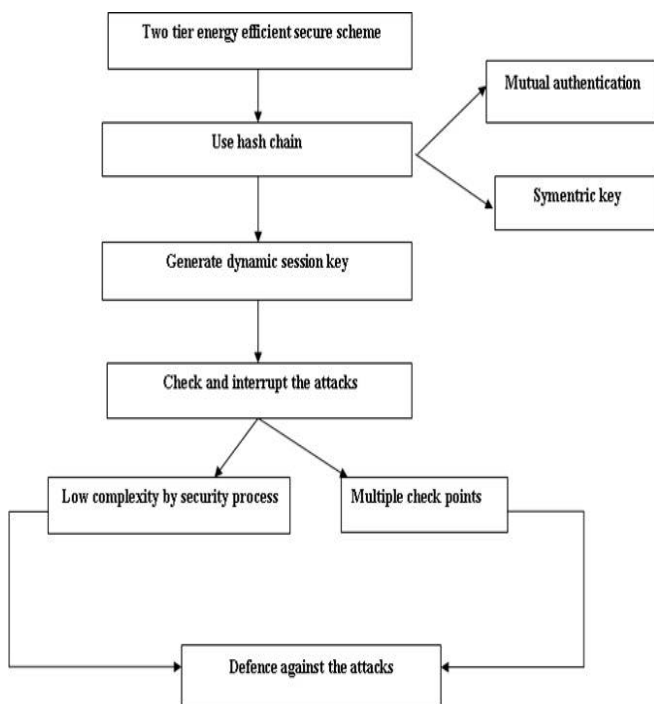 Two tier energy efficient secure scheme
Mutual authentication
Use hash chain
Symentric key
Generate dynamic session key
Check and interrupt the attacks
Low complexity by security process
Multiple check points
Defence against the attacks